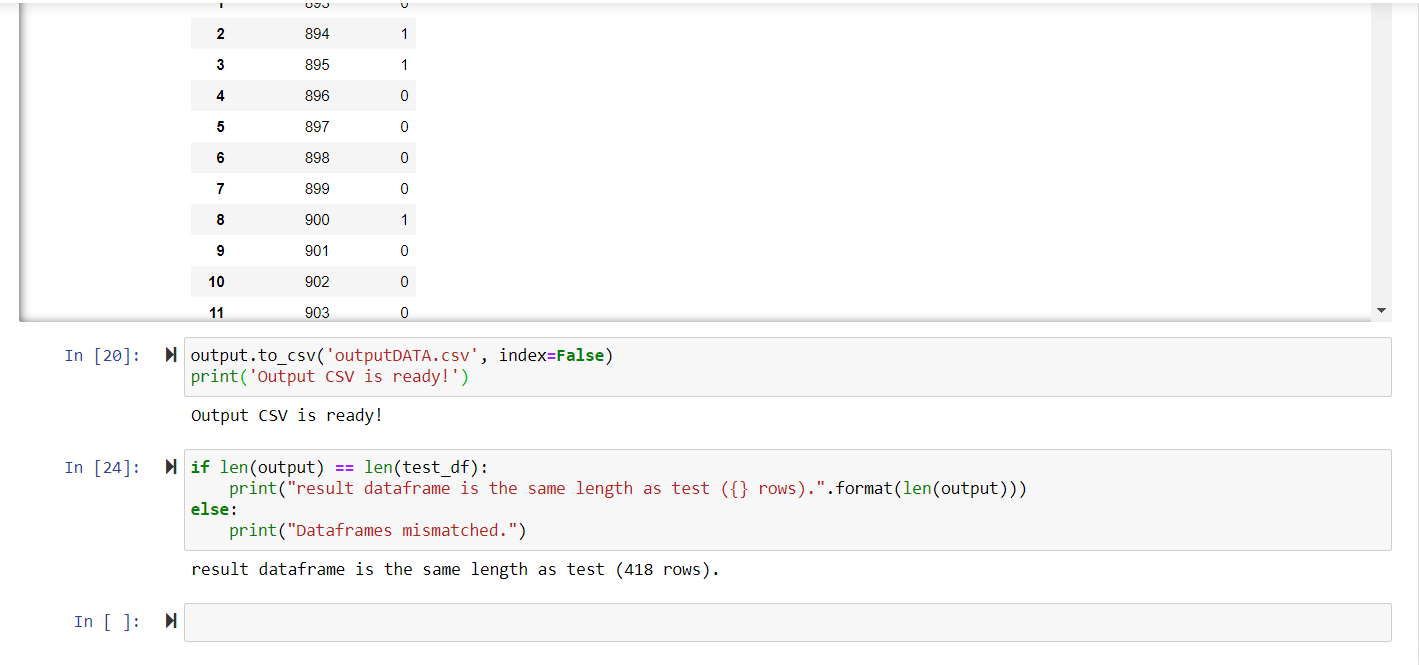 1 893 0
2 894 1
3 895 1
4 896 0
5 897 0
6 898 0
7 899 0
8 900 1
9 901 0
10 902 0
11 903 0
In [20]: output.to_csv('outputDATA.csv', index=False)
print('Output CSV is ready!')
Output CSV is ready!
In [24]: if len(output) == len(test_df):
    print("result dataframe is the same length as test ({} rows).".format(len(output)))
else:
    print("Dataframes mismatched.")
result dataframe is the same length as test (418 rows).
In [ ]: